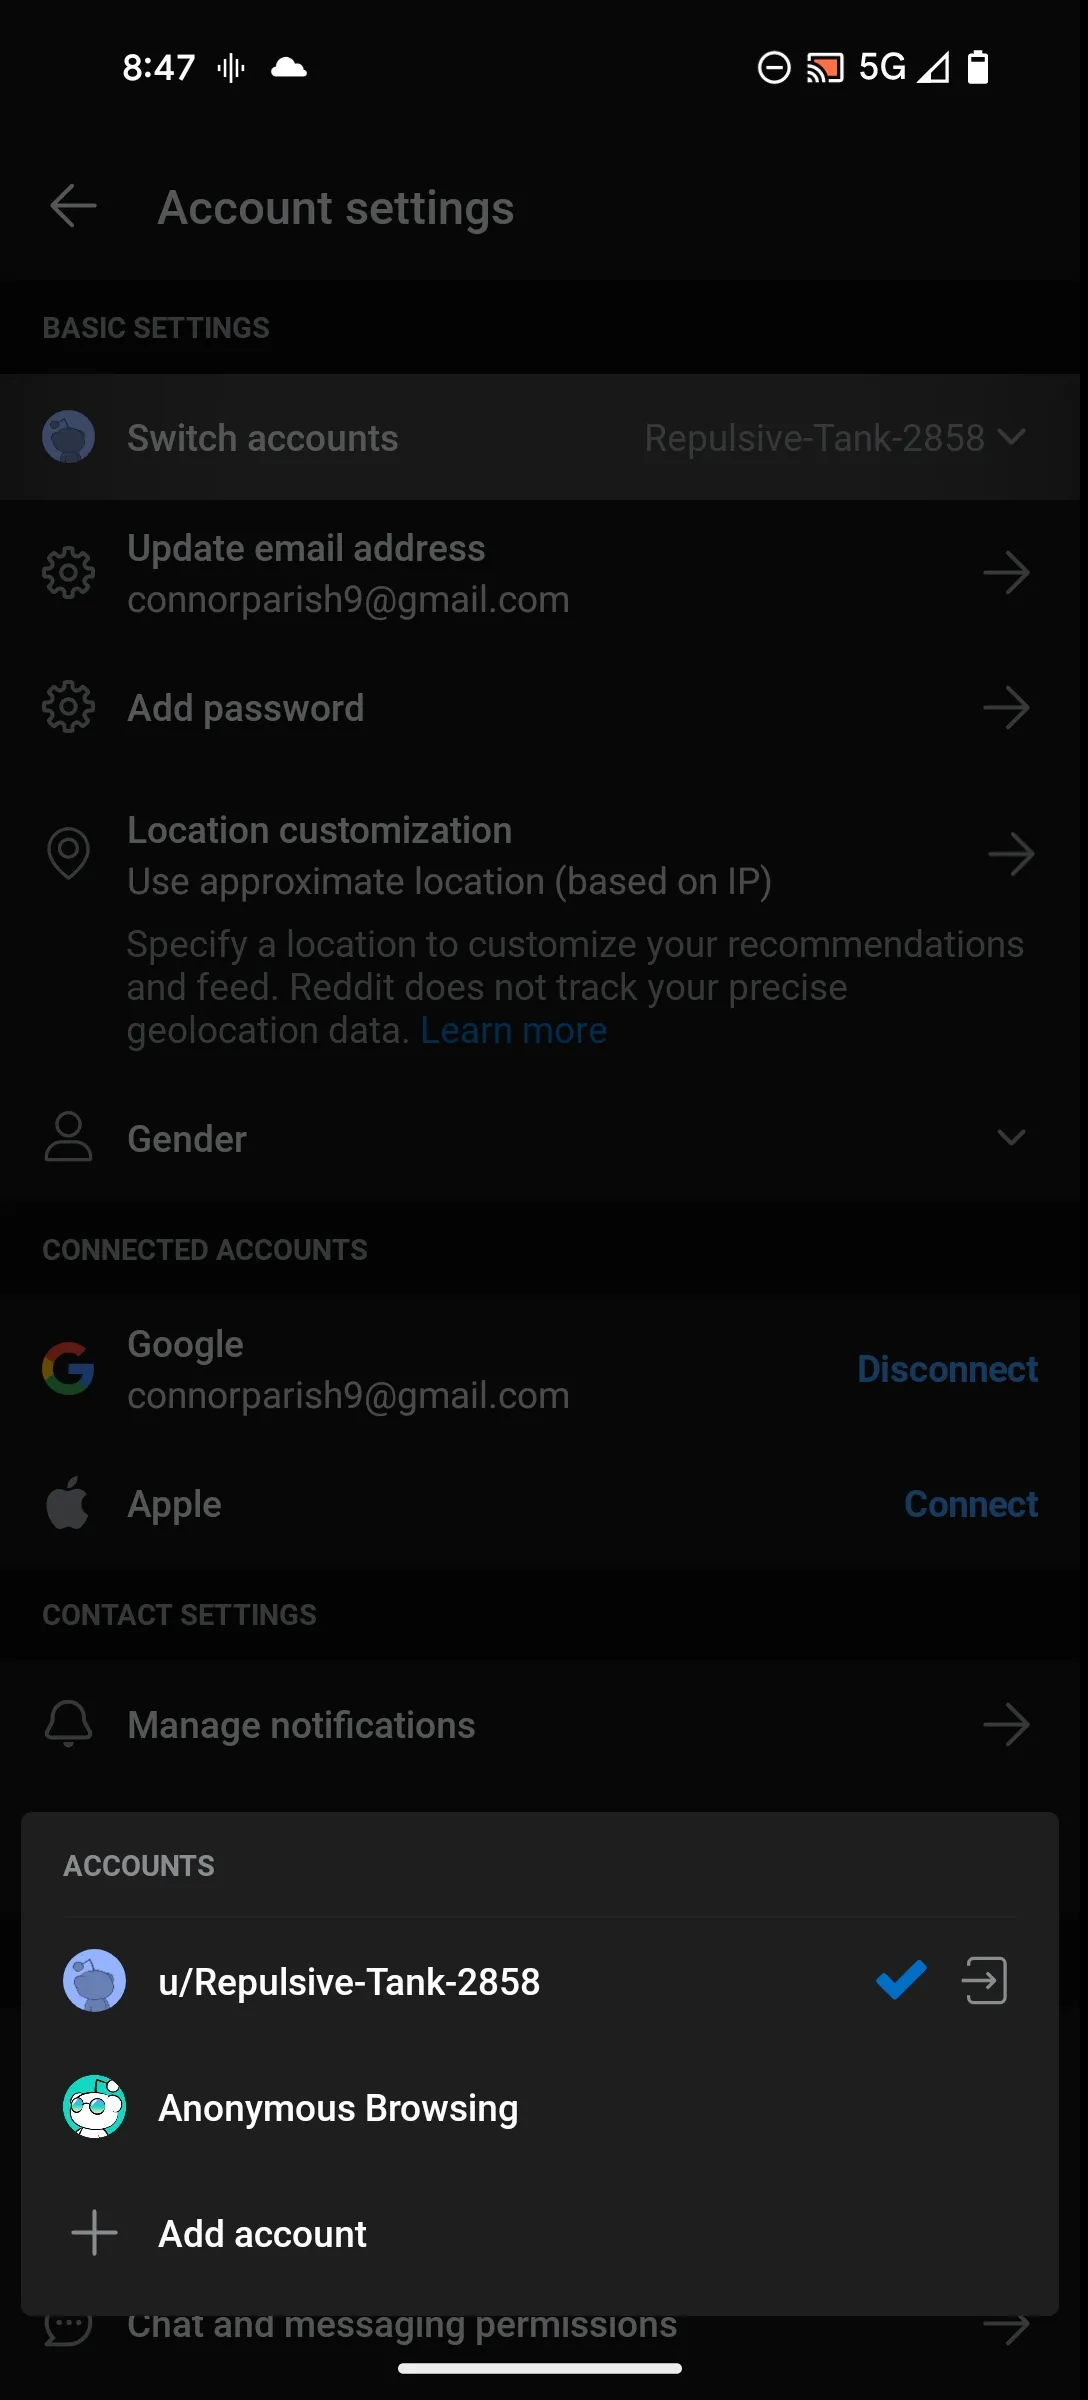 8:47
5G
Account settings
BASIC SETTINGS
Switch accounts
Repulsive-Tank-2858
Update email address
connorparish9@gmail.com
Add password
Location customization
Use approximate location (based on IP)
Specify a location to customize your recommendations
and feed. Reddit does not track your precise
geolocation data. Learn more
Gender
CONNECTED ACCOUNTS
Google
connorparish9@gmail.com
Disconnect
Apple
Connect
CONTACT SETTINGS
Manage notifications
ACCOUNTS
u/Repulsive-Tank-2858
Anonymous Browsing
Add account
Chat and messaging permissions